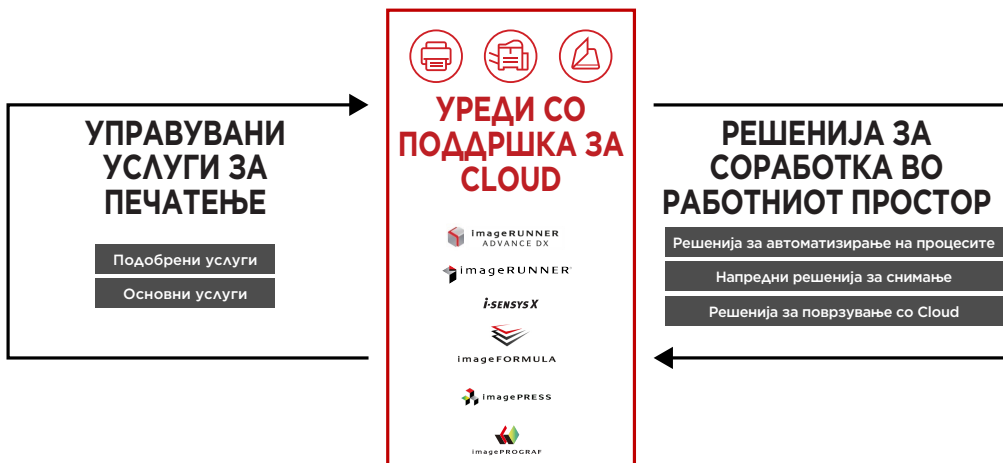 УПРАВУВАНИ
УСЛУГИ ЗА
ПЕЧАТЕЊЕ
Подобрени услуги
Основни услуги
УРЕДИ СО
ПОДДРШКА ЗА
CLOUD
imageRUNNER
ADVANCE DX
imageRUNNER
i-SENSYS X
imageFORMULA
imagePRESS
imagePROGRAF
РЕШЕНИЈА ЗА
СОРАБОТКА ВО
РАБОТНИОТ ПРОСТОР
Решенија за автоматизирање на процесите
Напредни решенија за снимање
Решенија за поврзување со Cloud